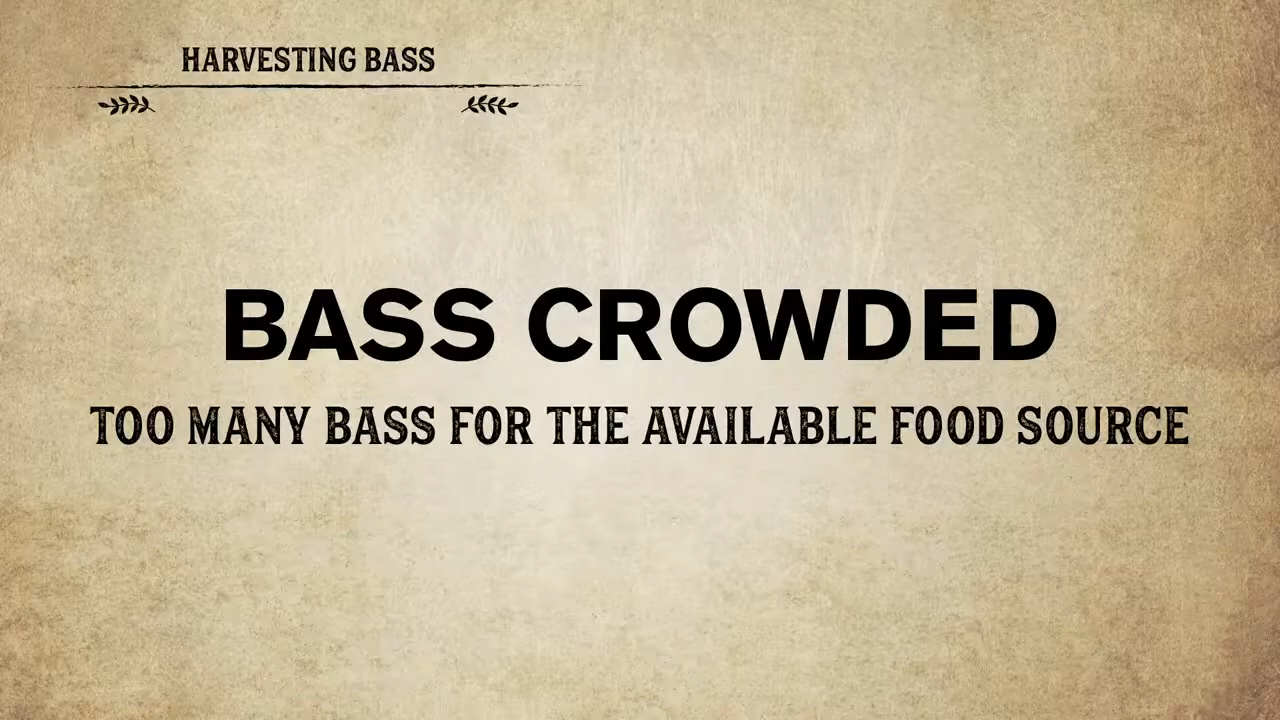 HARVESTING BASS
BASS CROWDED
TOO MANY BASS FOR THE AVAILABLE FOOD SOURCE